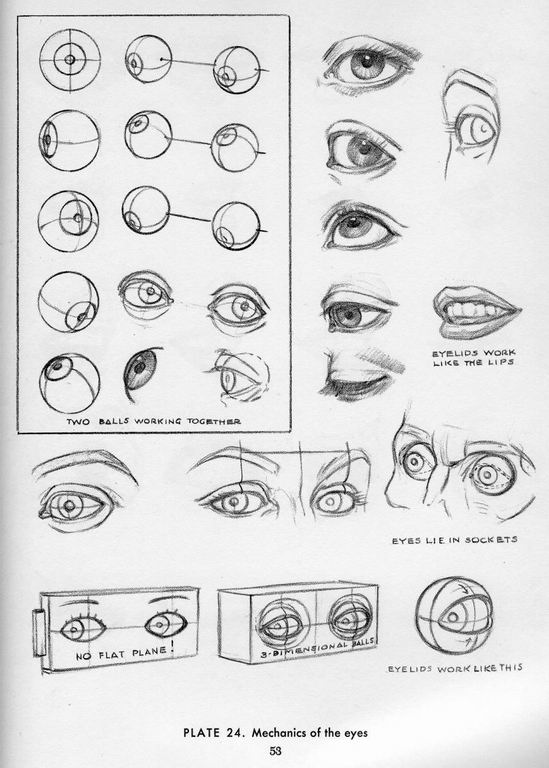 TWO BALLS WORKING TOGETHER
EYELIDS WORK
LIKE THE LIPS
EYES LIE IN SOCKETS
NO FLAT PLANE!
3-DIMENSIONAL BALLS
EYELIDS WORK LIKE THIS
PLATE 24. Mechanics of the eyes
53